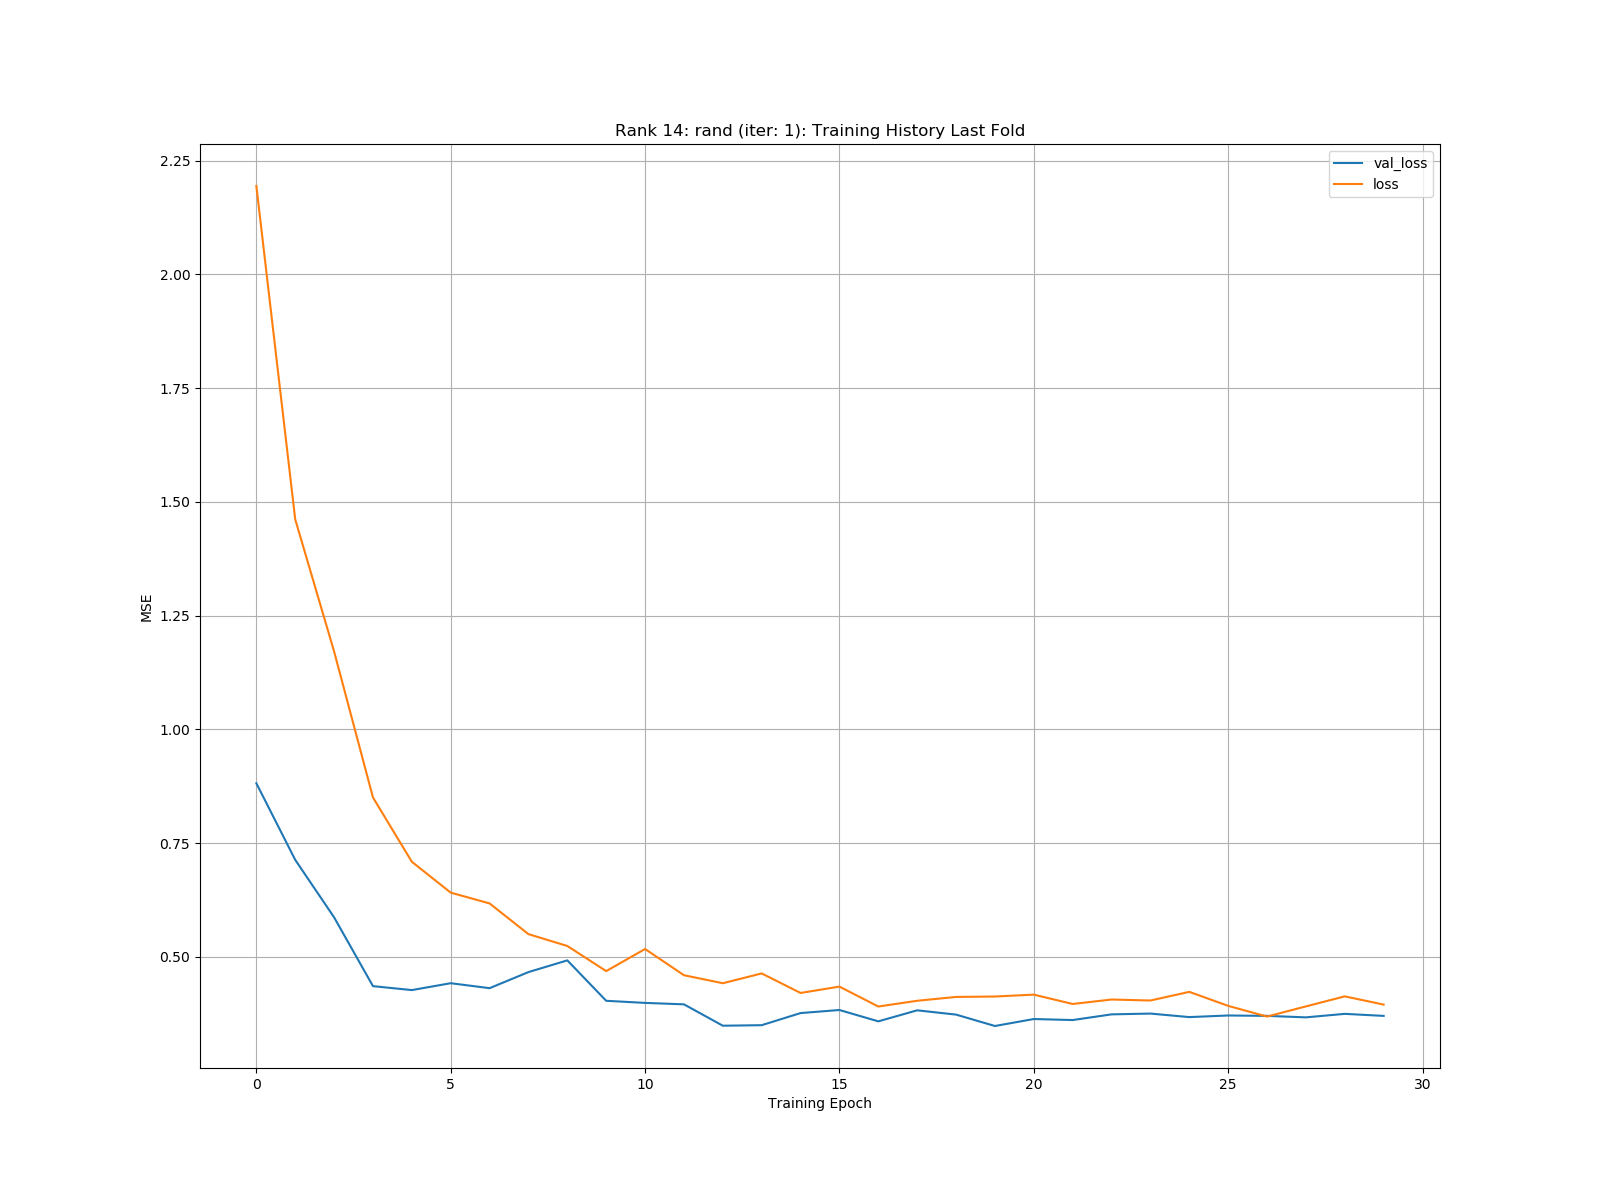 Rank 14: rand (iter: 1): Training History Last Fold
2.25
2.00
1.75
1.50
1.25
1.00
0.75
0.50
MSE
val_loss
loss
0 5 10 15 20 25 30
Training Epoch